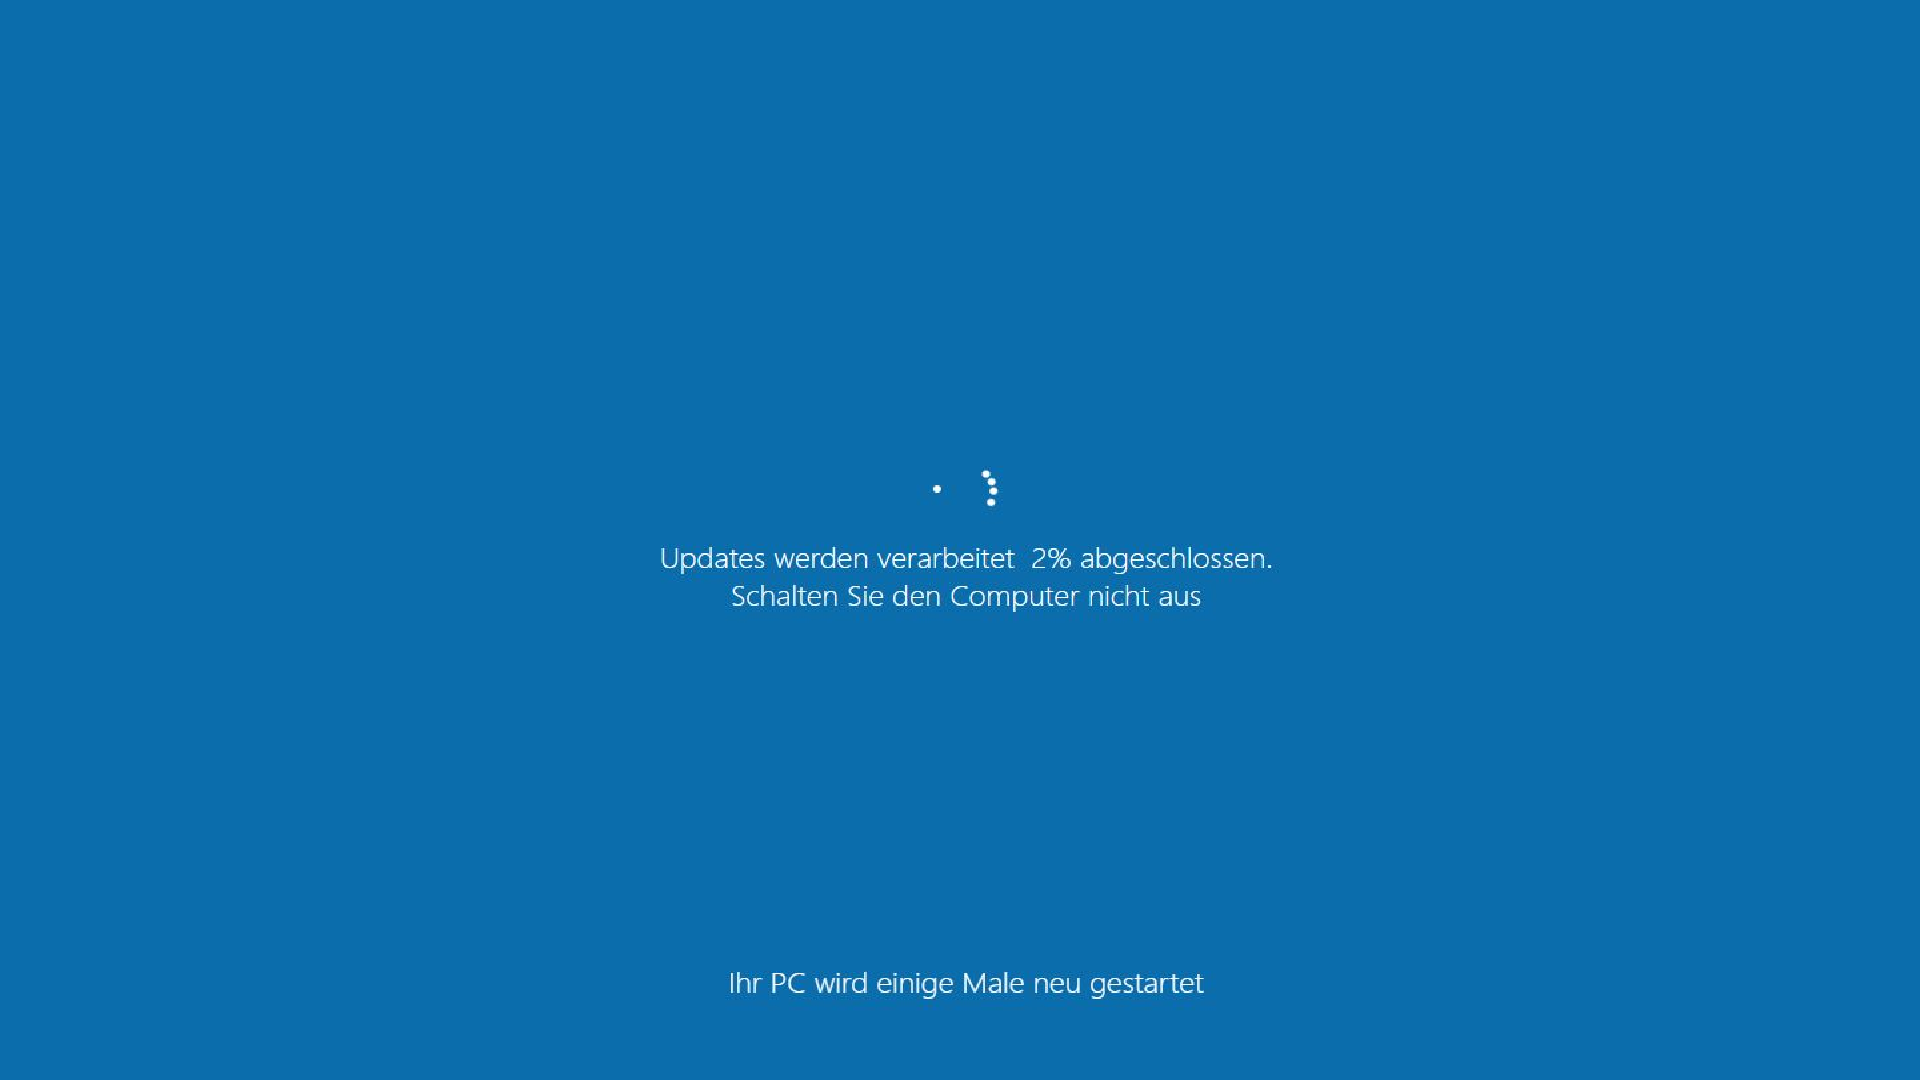 Updates werden verarbeitet  2% abgeschlossen.
Schalten Sie den Computer nicht aus
Ihr PC wird einige Male neu gestartet